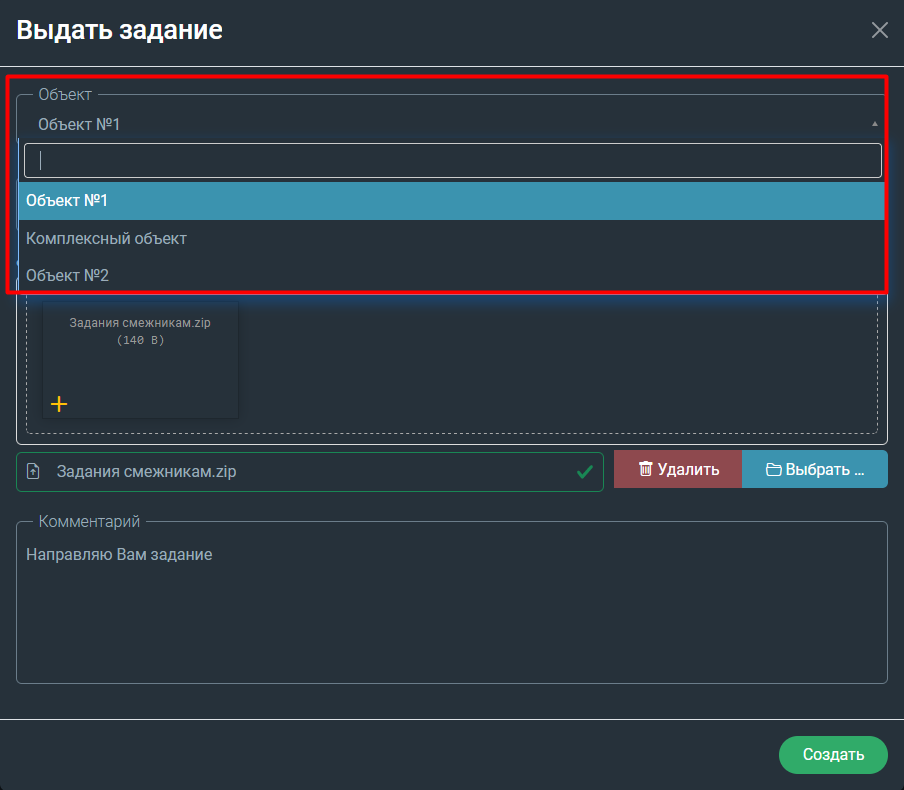 Выдать задание
Объект
Объект №1
Объект №1
Комплексный объект
Объект №2
Задания смежникам.zip
(140 B)
Задания смежникам.zip
Удалить
Выбрать ...
Комментарий
Направляю Вам задание
Создать